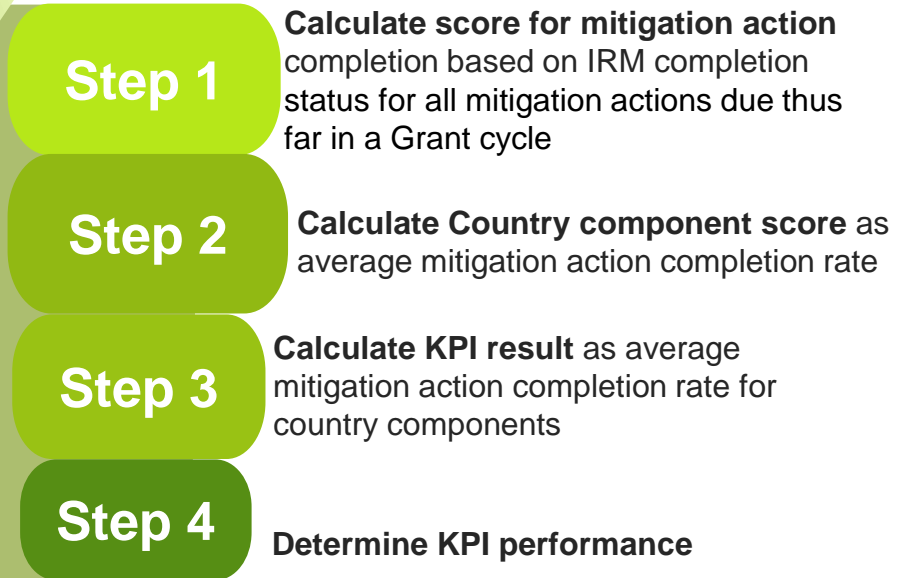 Step 1
Calculate score for mitigation action
completion based on IRM completion
status for all mitigation actions due thus
far in a Grant cycle
Step 2
Calculate Country component score as
average mitigation action completion rate
Step 3
Calculate KPI result as average
mitigation action completion rate for
country components
Step 4
Determine KPI performance